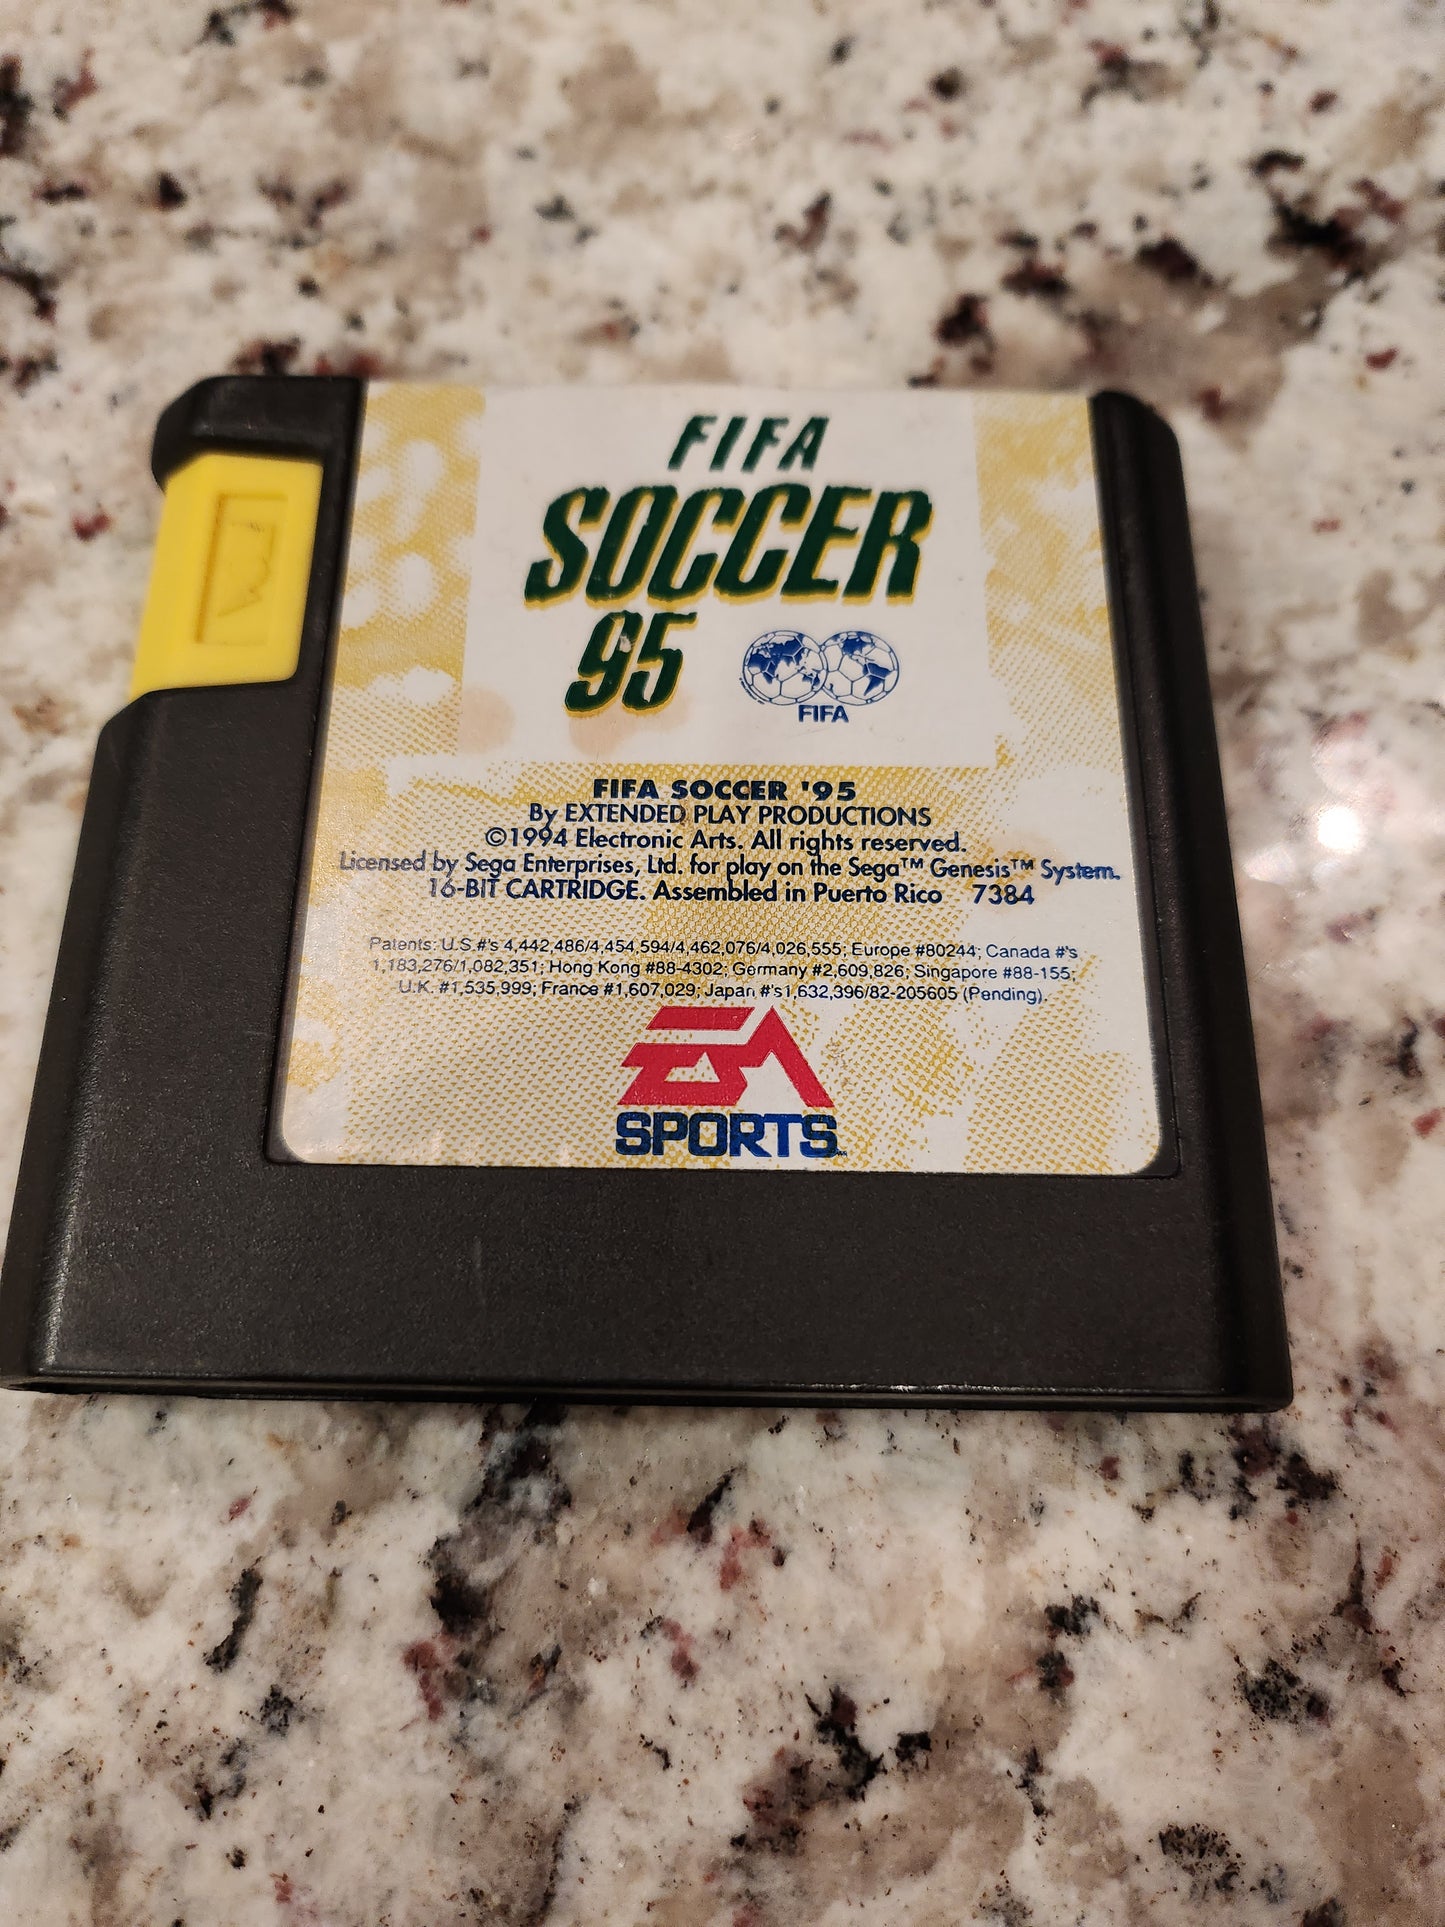 FIFA
SOCCER
95
FIFA
FIFA SOCCER '95
By EXTENDED PLAY PRODUCTIONS
©1994 Electronic Arts. All rights reserved.
Licensed by Sega Enterprises, Ltd. for play on the Sega™ Genesis™ System.
16-BIT CARTRIDGE. Assembled in Puerto Rico 7384
Patents: U.S.#'s 4,442,486/4,454,594/4,462,076/4,026,555; Europe #80244; Canada #'s
1,183,276/1,082,351; Hong Kong #88-4302; Germany #2,609,826; Singapore #88-155;
U.K. #1,535,999; France #1,607,029; Japan #'s1,632,396/82-205605 (Pending).
EA
SPORTS